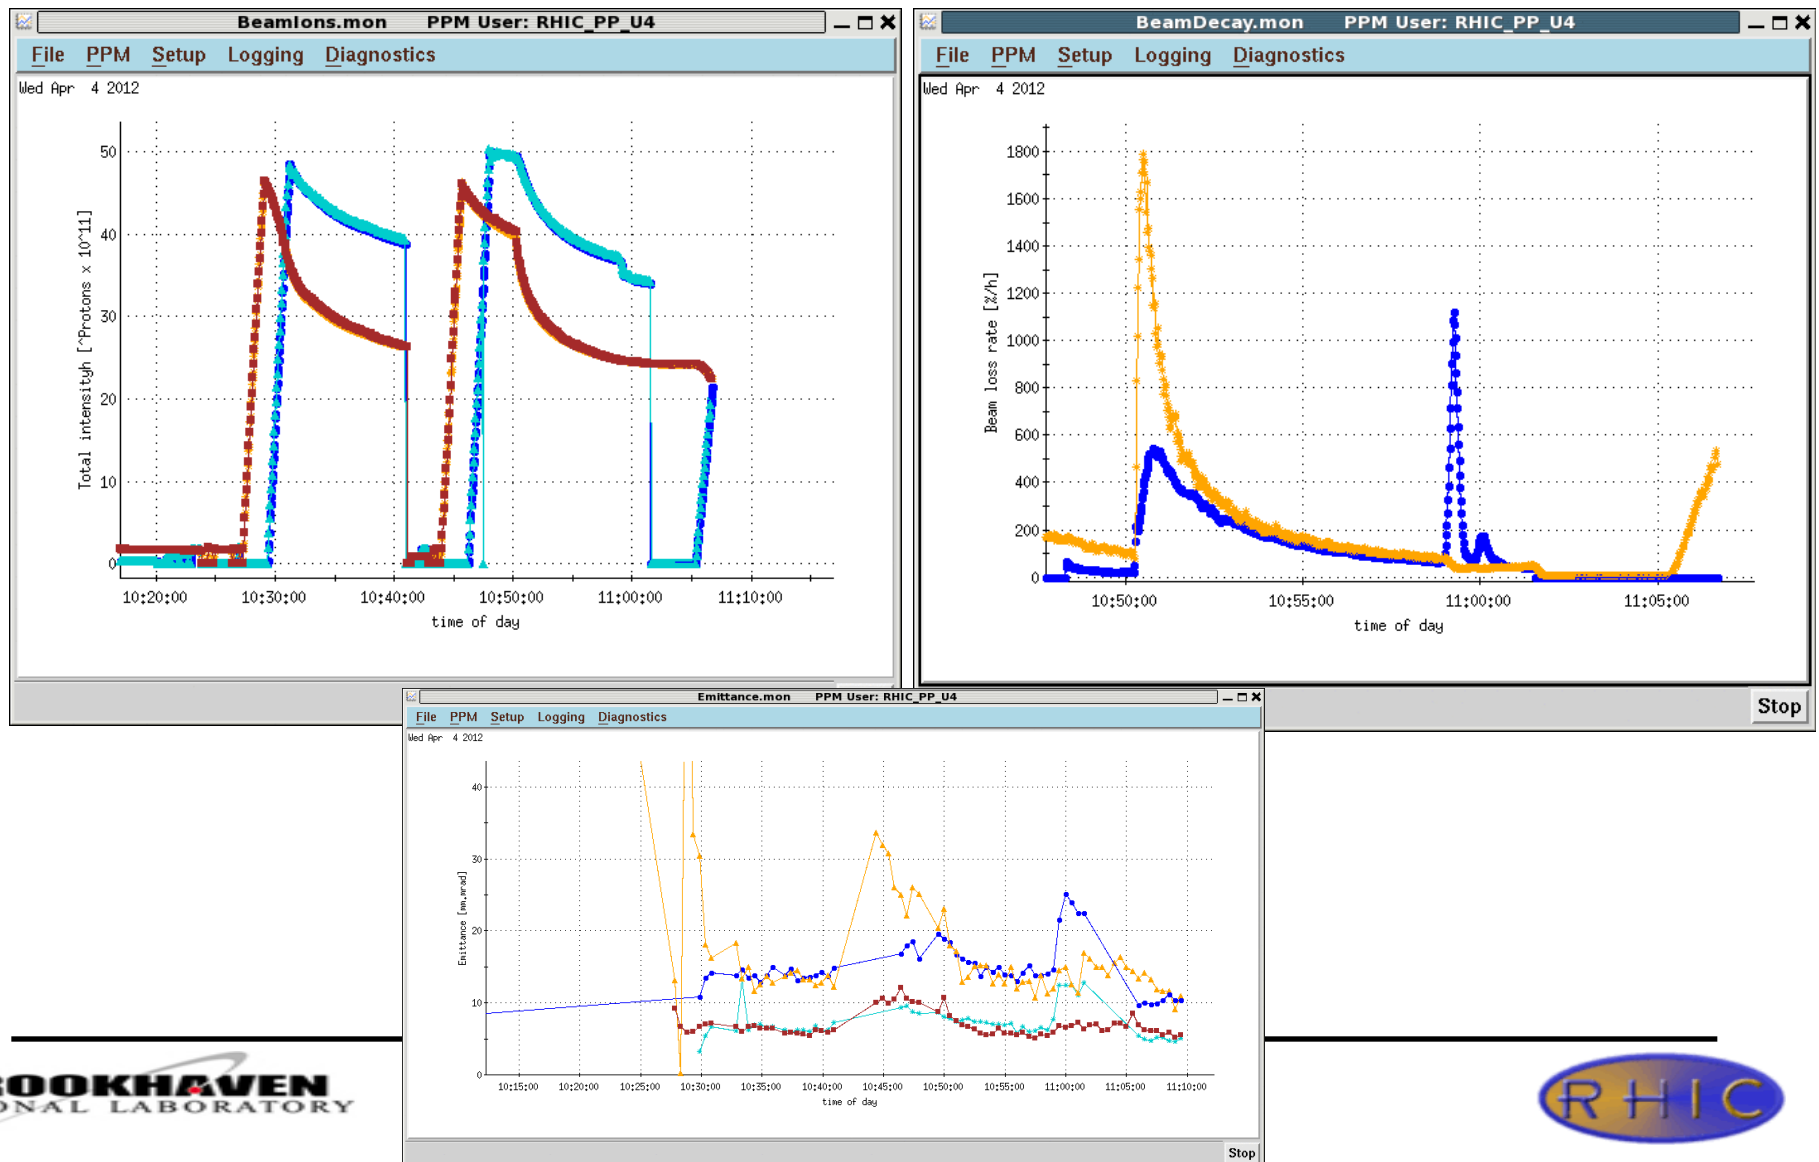 BeamIons.mon PPM User: RHIC_PP_U4
File PPM Setup Logging Diagnostics
Wed Apr 4 2012
50
40
30
20
10
0
Total intensityh [^Protons x 10^11]
10:20:00 10:30:00 10:40:00 10:50:00 11:00:00 11:10:00
time of day
BeamDecay.mon PPM User: RHIC_PP_U4
File PPM Setup Logging Diagnostics
Wed Apr 4 2012
1800
1600
1400
1200
1000
800
600
400
200
0
Beam loss rate [%/h]
10:50:00 10:55:00 11:00:00 11:05:00
time of day
Stop
Emittance.mon PPM User: RHIC_PP_U4
File PPM Setup Logging Diagnostics
Wed Apr 4 2012
40
30
20
10
0
Emittance [mm.mrad]
10:15:00 10:20:00 10:25:00 10:30:00 10:35:00 10:40:00 10:45:00 10:50:00 10:55:00 11:00:00 11:05:00 11:10:00
time of day
Stop
ROOKHAVEN
ONAL LABORATORY
RHIC